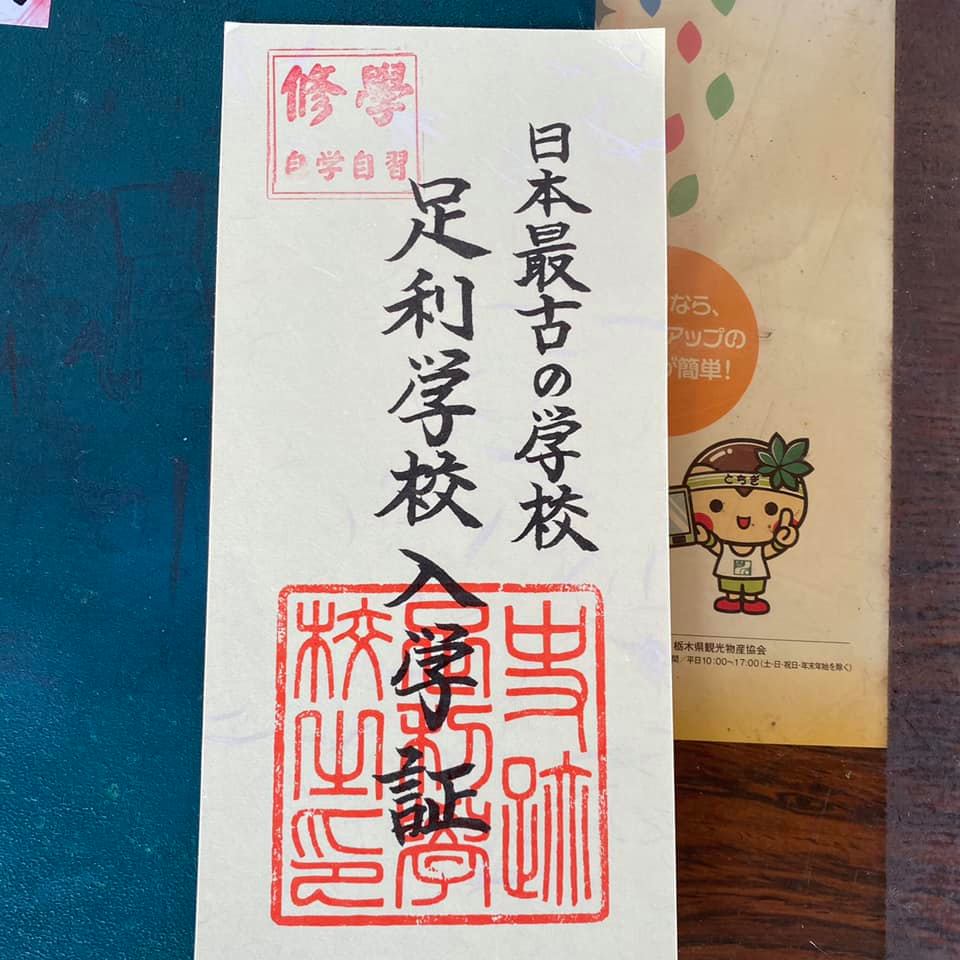 日本最古の学校
足利学校入学証
修學
自学自習
史跡
足利學
校之印
なら、
アップの
が簡単!
とちぎ
栃木県観光物産協会
間/平日10:00〜17:00(土・日・祝日・年末年始を除く)